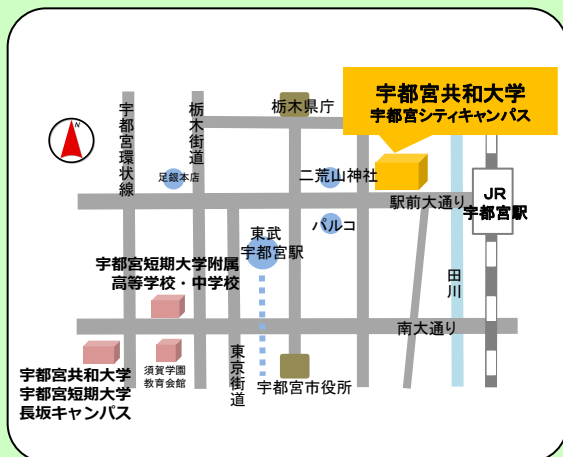 宇都宮共和大学
宇都宮シティキャンパス
栃木県庁
宇都宮環状線
栃木街道
足銀本店
二荒山神社
JR
宇都宮駅
駅前大通り
パルコ
東武
宇都宮駅
宇都宮短期大学附属
高等学校・中学校
田川
南大通り
須賀学園
教育会館
東京街道
宇都宮市役所
宇都宮共和大学
宇都宮短期大学
長坂キャンパス